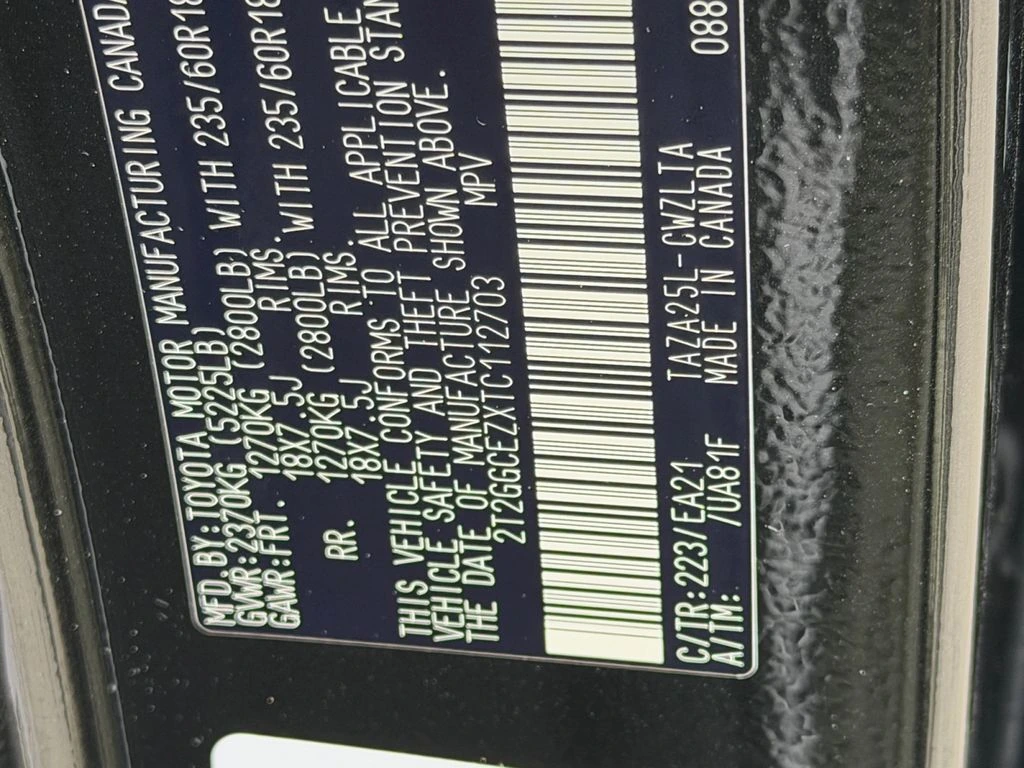 MFD.BY:TOYOTA MOTOR MANUFACTURING CANADA
GVWR:2370KG (5225LB)
GAWR:FRT. 1270KG (2800LB) WITH 235/60R18
18X7.5J RIMS.
RR. 1270KG (2800LB) WITH 235/60R18
18X7.5J RIMS.
THIS VEHICLE CONFORMS TO ALL APPLICABLE
VEHICLE SAFETY AND THEFT PREVENTION STAN
THE DATE OF MANUFACTURE SHOWN ABOVE.
2T2GGCEZXTC112703 MPV
C/TR:223/EA21 TAZA25L-CWZLTA 088
A/TM: /UA81F MADE IN CANADA